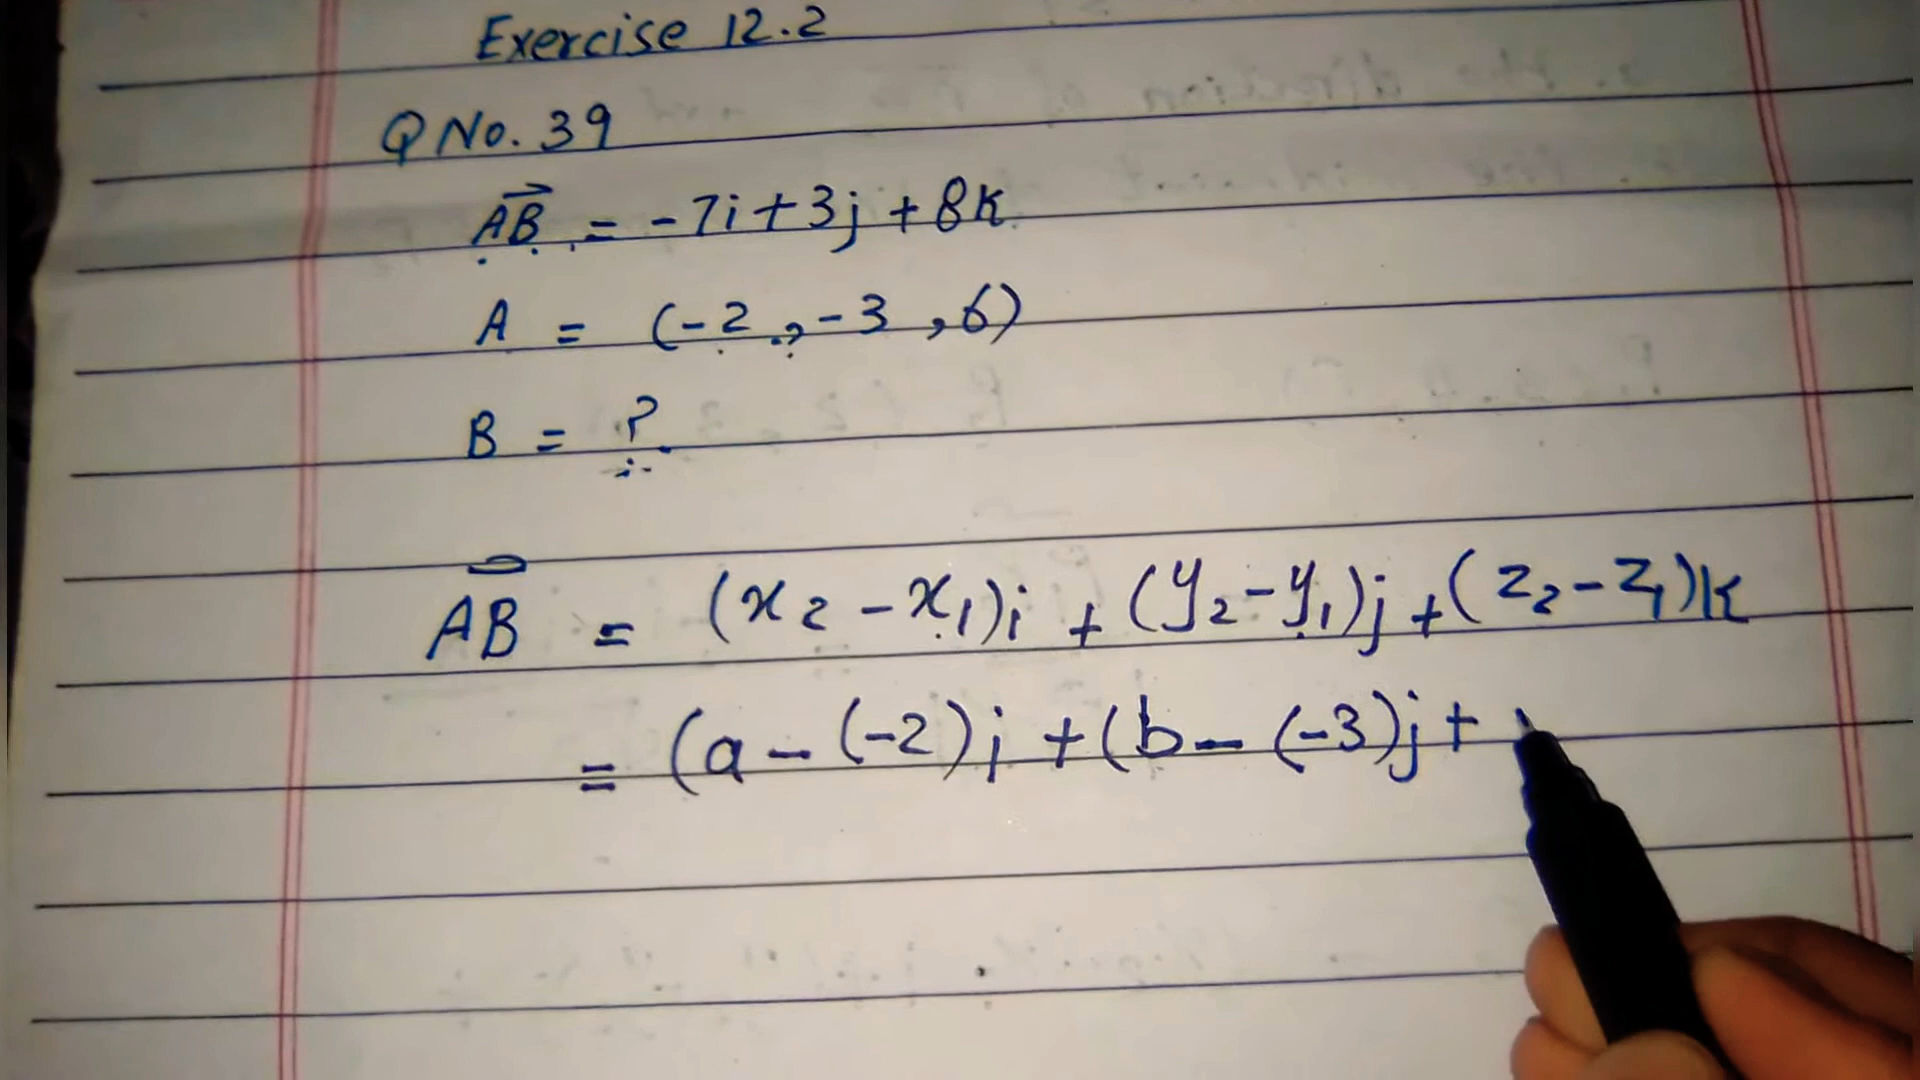 Exercise 12.2
Q No. 39
AB⃗ = -7i + 3j + 8k
A = (-2, -3, 6)
B = ?
AB⃗ = (x₂ - x₁)i + (y₂ - y₁)j + (z₂ - z₁)k
= (a - (-2)i + (b - (-3)j +